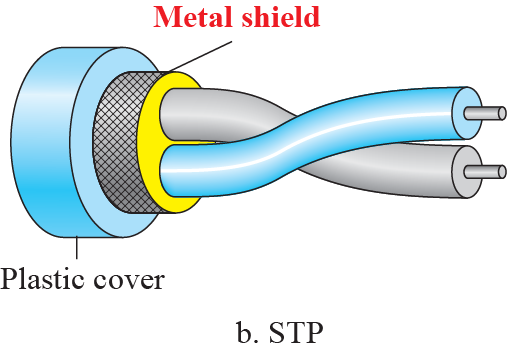 Metal shield
Plastic cover
b. STP